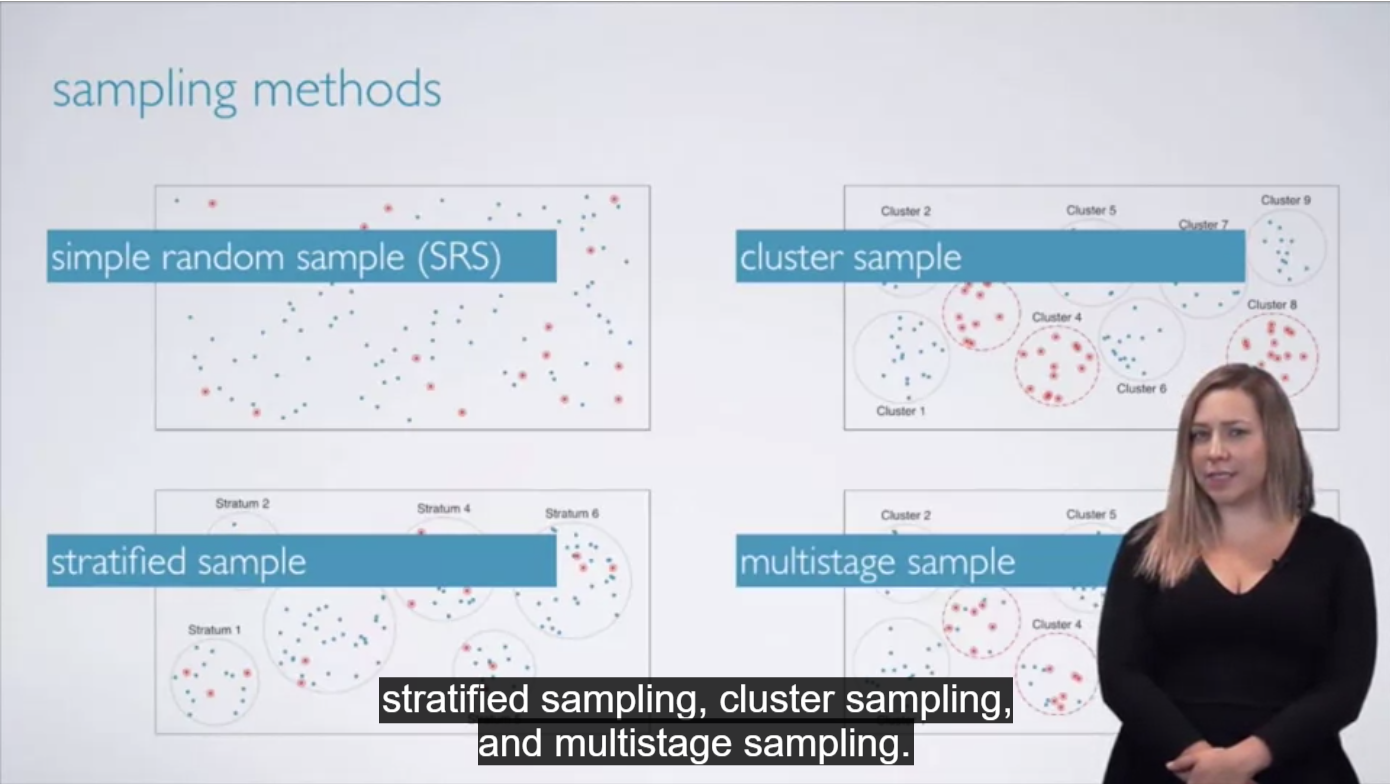 sampling methods
simple random sample (SRS)
Cluster 2
Cluster 5
Cluster 7
Cluster 9
cluster sample
Cluster 4
Cluster 8
Cluster 6
Cluster 1
Stratum 2
Stratum 4
Stratum 6
stratified sample
Stratum 1
Cluster 2
Cluster 5
multistage sample
Cluster 4
stratified sampling, cluster sampling,
and multistage sampling.